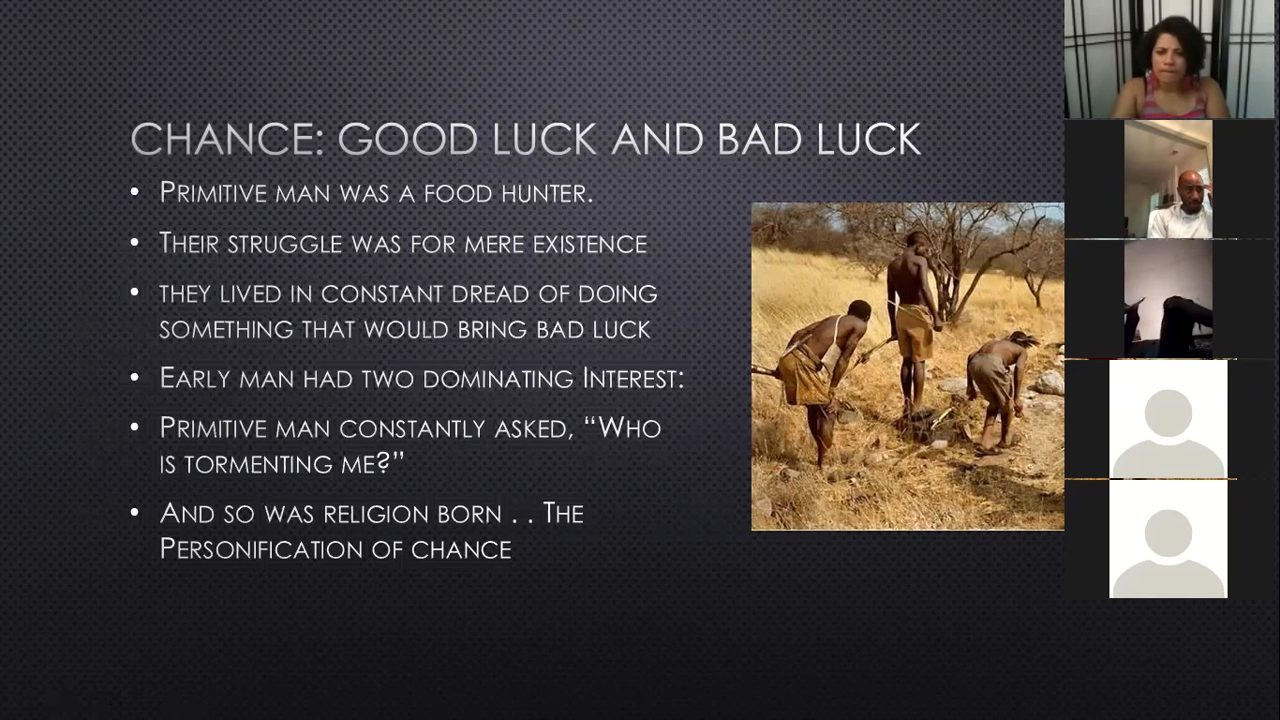 CHANCE: GOOD LUCK AND BAD LUCK
• PRIMITIVE MAN WAS A FOOD HUNTER.
• THEIR STRUGGLE WAS FOR MERE EXISTENCE
• THEY LIVED IN CONSTANT DREAD OF DOING
SOMETHING THAT WOULD BRING BAD LUCK
• EARLY MAN HAD TWO DOMINATING INTEREST:
• PRIMITIVE MAN CONSTANTLY ASKED, “WHO
IS TORMENTING ME?”
• AND SO WAS RELIGION BORN . . THE
PERSONIFICATION OF CHANCE